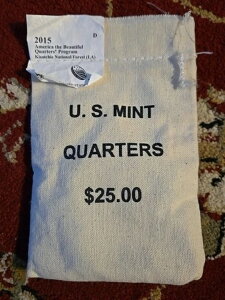 2015 D
America the Beautiful
Quarters Program
Kisatchie National Forest (LA)
U. S. MINT
QUARTERS
$25.00